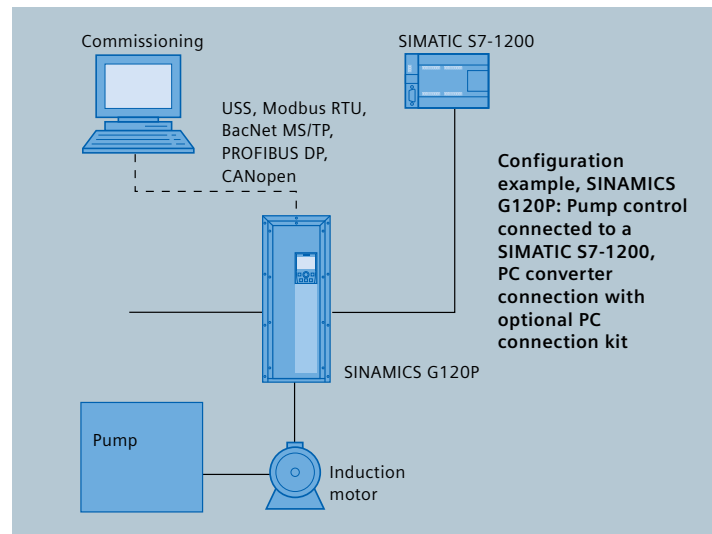 Commissioning
SIMATIC S7-1200
USS, Modbus RTU,
BacNet MS/TP,
PROFIBUS DP,
CANopen
Configuration
example, SINAMICS
G120P: Pump control
connected to a
SIMATIC S7-1200,
PC converter
connection with
optional PC
connection kit
SINAMICS G120P
Pump
Induction
motor